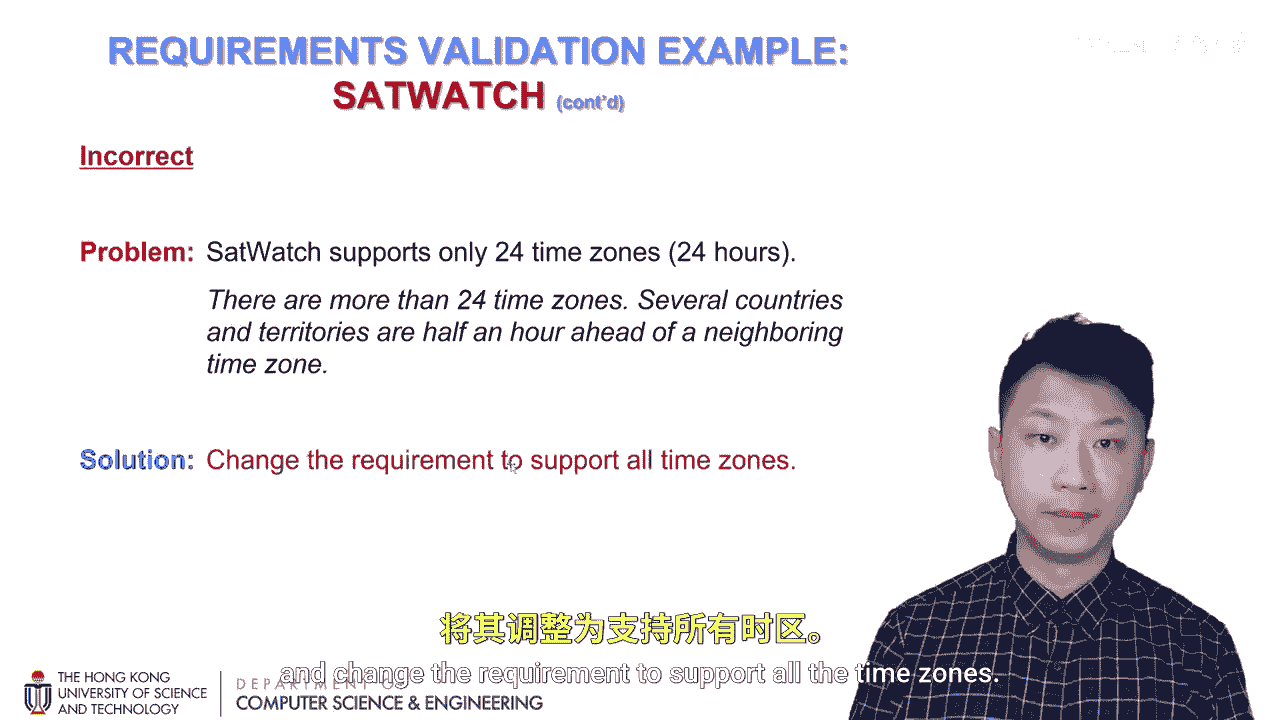 REQUIREMENTS VALIDATION EXAMPLE:
SATWATCH (cont'd)
Incorrect
Problem: SatWatch supports only 24 time zones (24 hours).
There are more than 24 time zones. Several countries
and territories are half an hour ahead of a neighboring
time zone.
Solution: Change the requirement to support all time zones.
将其调整为支持所有时区。
and change the requirement to support all the time zones.
THE HONG KONG
UNIVERSITY OF SCIENCE
AND TECHNOLOGY
DEPARTMENT OF
COMPUTER SCIENCE & ENGINEERING